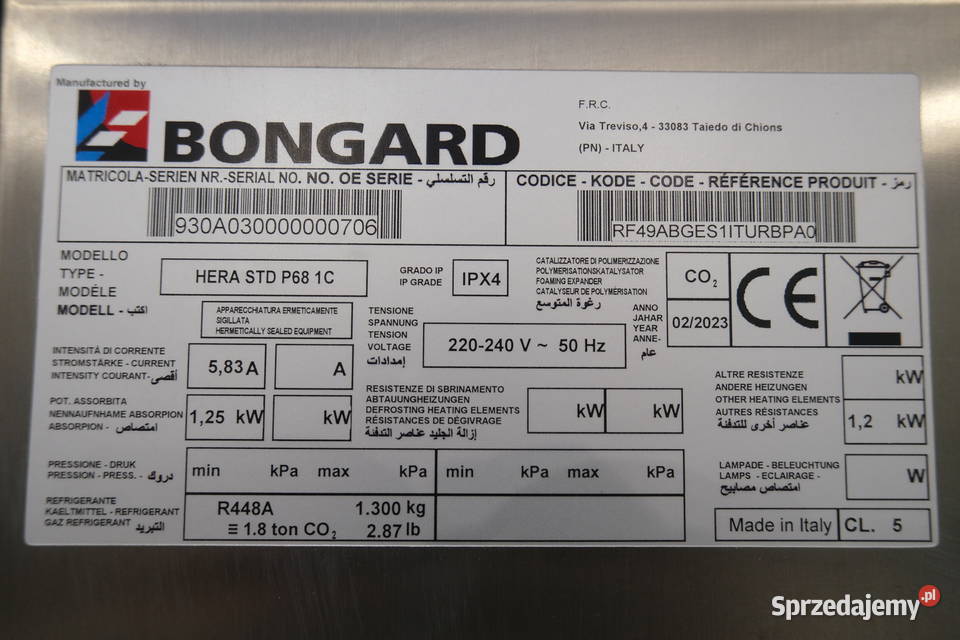 Manufactured by
BONGARD
F.R.C.
Via Treviso,4 - 33083 Taiedo di Chions
(PN) - ITALY
MATRICOLA-SERIEN NR.-SERIAL NO. NO. OE SERIE - رقم التسلسلي
930A030000000706
CODICE - KODE - CODE - RÉFÉRENCE PRODUIT - رمز
RF49ABGES1ITURBPA0
MODELLO
TYPE -
MODÉLE
MODELL - اكتب
HERA STD P68 1C
APPARECCHIATURA ERMETICAMENTE
SIGILLATA
HERMETICALLY SEALED EQUIPMENT
GRADO IP
IP GRADE
IPX4
CATALIZZATORE DI POLIMERIZZAZIONE
POLYMERISATIONSKATALYSATOR
FOAMING EXPANDER
CATALYSEUR DE POLYMÉRISATION
رغوة المتوسع
CO2
ANNO
JAHAR
YEAR
ANNE-
عام
02/2023
CE
TENSIONE
SPANNUNG
TENSION
VOLTAGE
إمدادات
220-240 V ~ 50 Hz
INTENSITÀ DI CORRENTE
STROMSTÄRKE - CURRENT
INTENSITY COURANT- أقصى
5,83 A
A
POT. ASSORBITA
NENNAUFNHAME ABSORPION
ABSORPION - امتصاص
1,25 kW
kW
RESISTENZE DI SBRINAMENTO
ABTAUUNGHEIZUNGEN
DEFROSTING HEATING ELEMENTS
RÉSISTANCES DE DÉGIVRAGE
إزالة الجليد عناصر التدفئة
kW
kW
ALTRE RESISTENZE
ANDERE HEIZUNGEN
OTHER HEATING ELEMENTS
AUTRES RÉSISTANCES
عناصر أخرى للتدفئة
kW
1,2 kW
PRESSIONE - DRUK
PRESSION - PRESS. - دروك
min kPa max kPa
min kPa max kPa
LAMPADE - BELEUCHTUNG
LAMPS - ECLAIRAGE -
امتصاص مصابيح
W
REFRIGERANTE
KAELTMITTEL - REFRIGERANT
GAZ REFRIGERANT التبريد
R448A 1.300 kg
≡ 1.8 ton CO2 2.87 lb
Made in Italy
CL. 5
Sprzedajemy.pl